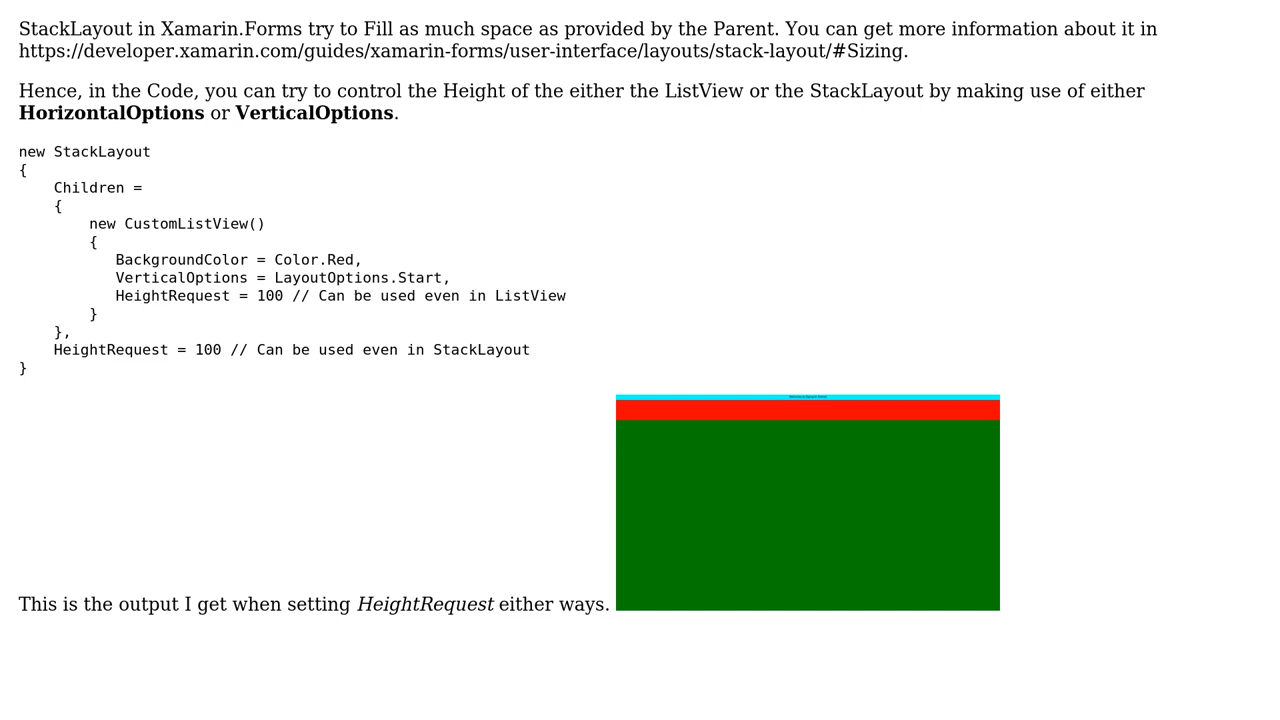 StackLayout in Xamarin.Forms try to Fill as much space as provided by the Parent. You can get more information about it in
https://developer.xamarin.com/guides/xamarin-forms/user-interface/layouts/stack-layout/#Sizing.
Hence, in the Code, you can try to control the Height of the either the ListView or the StackLayout by making use of either
HorizontalOptions or VerticalOptions.
new StackLayout
{
    Children =
    {
        new CustomListView()
        {
           BackgroundColor = Color.Red,
           VerticalOptions = LayoutOptions.Start,
           HeightRequest = 100 // Can be used even in ListView
        }
    },
    HeightRequest = 100 // Can be used even in StackLayout
}
This is the output I get when setting HeightRequest either ways.